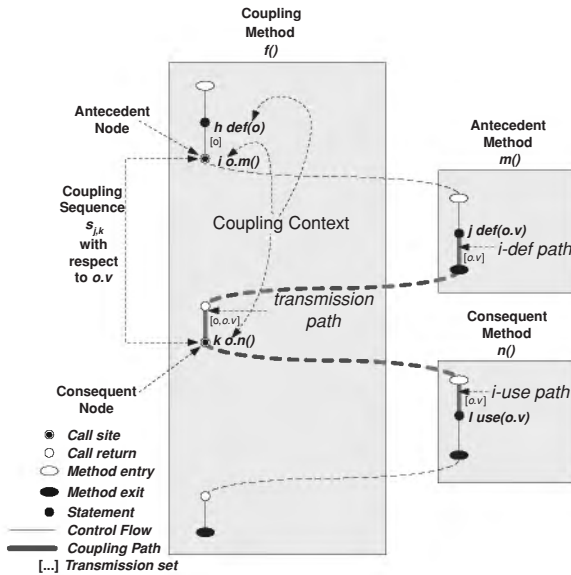 Coupling
Method
f()
Antecedent
Node
h def(o)
[o]
i o.m()
Antecedent
Method
m()
Coupling
Sequence
s j,k
with
respect
to o.v
Coupling Context
j def(o.v)
i-def path
[o.v]
transmission
path
[o,o.v]
k o.n()
Consequent
Method
n()
Consequent
Node
i-use path
[o.v]
l use(o.v)
Call site
Call return
Method entry
Method exit
Statement
Control Flow
Coupling Path
[...] Transmission set